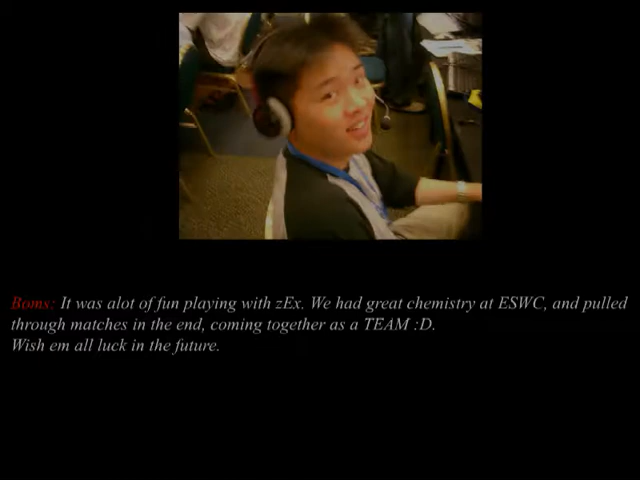 Boms: It was alot of fun playing with zEx. We had great chemistry at ESWC, and pulled
through matches in the end, coming together as a TEAM :D.
Wish em all luck in the future.